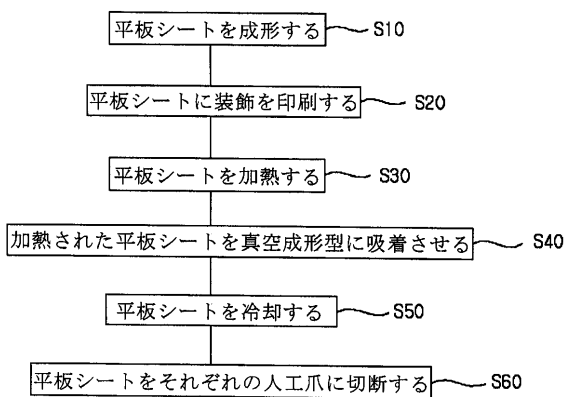 平板シートを成形する S10
平板シートに装飾を印刷する S20
平板シートを加熱する S30
加熱された平板シートを真空成形型に吸着させる S40
平板シートを冷却する S50
平板シートをそれぞれの人工爪に切断する S60